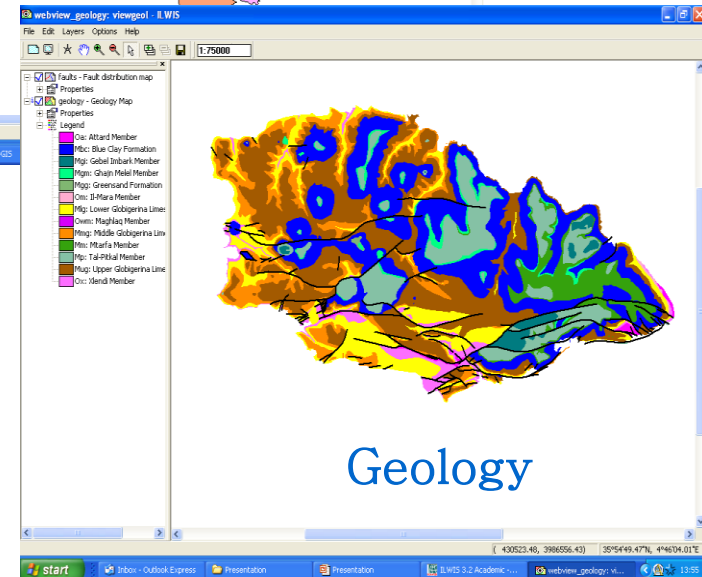 webview_geology: viewgeol - ILWIS
File Edit Layers Options Help
1:75000
faults - Fault distribution map
Properties
geology - Geology Map
Properties
Legend
Oa: Attard Member
Mbc: Blue Clay Formation
Mgi: Gebel Imbark Member
Mgm: Ghajn Melel Member
Mgg: Greensand Formation
Om: Il-Mara Member
Mlg: Lower Globigerina Limes
Owm: Maghlaq Member
Mmg: Middle Globigerina Lim
Mm: Mtarfa Member
Mp: Tal-Pitkal Member
Mug: Upper Globigerina Lime
Ox: Xlendi Member
GIS
Geology
( 430523.48, 3986556.43) 35°54'49.47"N, 4°46'04.01"E
start Inbox - Outlook Express Presentation Presentation ILWIS 3.2 Academic -... webview_geology: vi... 13:55